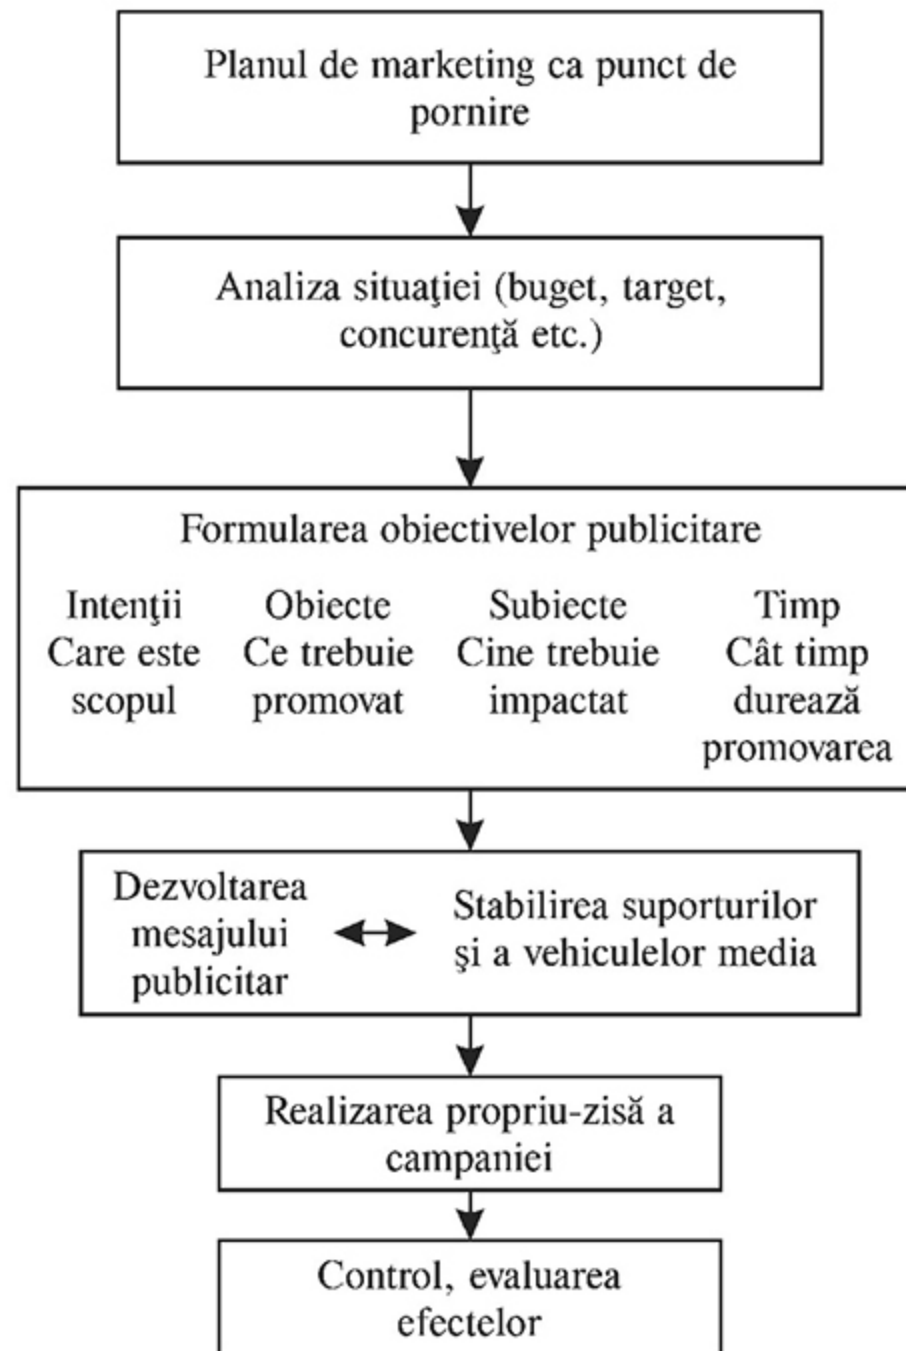 Planul de marketing ca punct de
pornire
Analiza situaţiei (buget, target,
concurenţă etc.)
Formularea obiectivelor publicitare
Intenţii
Care este
scopul
Obiecte
Ce trebuie
promovat
Subiecte
Cine trebuie
impactat
Timp
Cât timp
durează
promovarea
Dezvoltarea
mesajului
publicitar
Stabilirea suporturilor
şi a vehiculelor media
Realizarea propriu-zisă a
campaniei
Control, evaluarea
efectelor